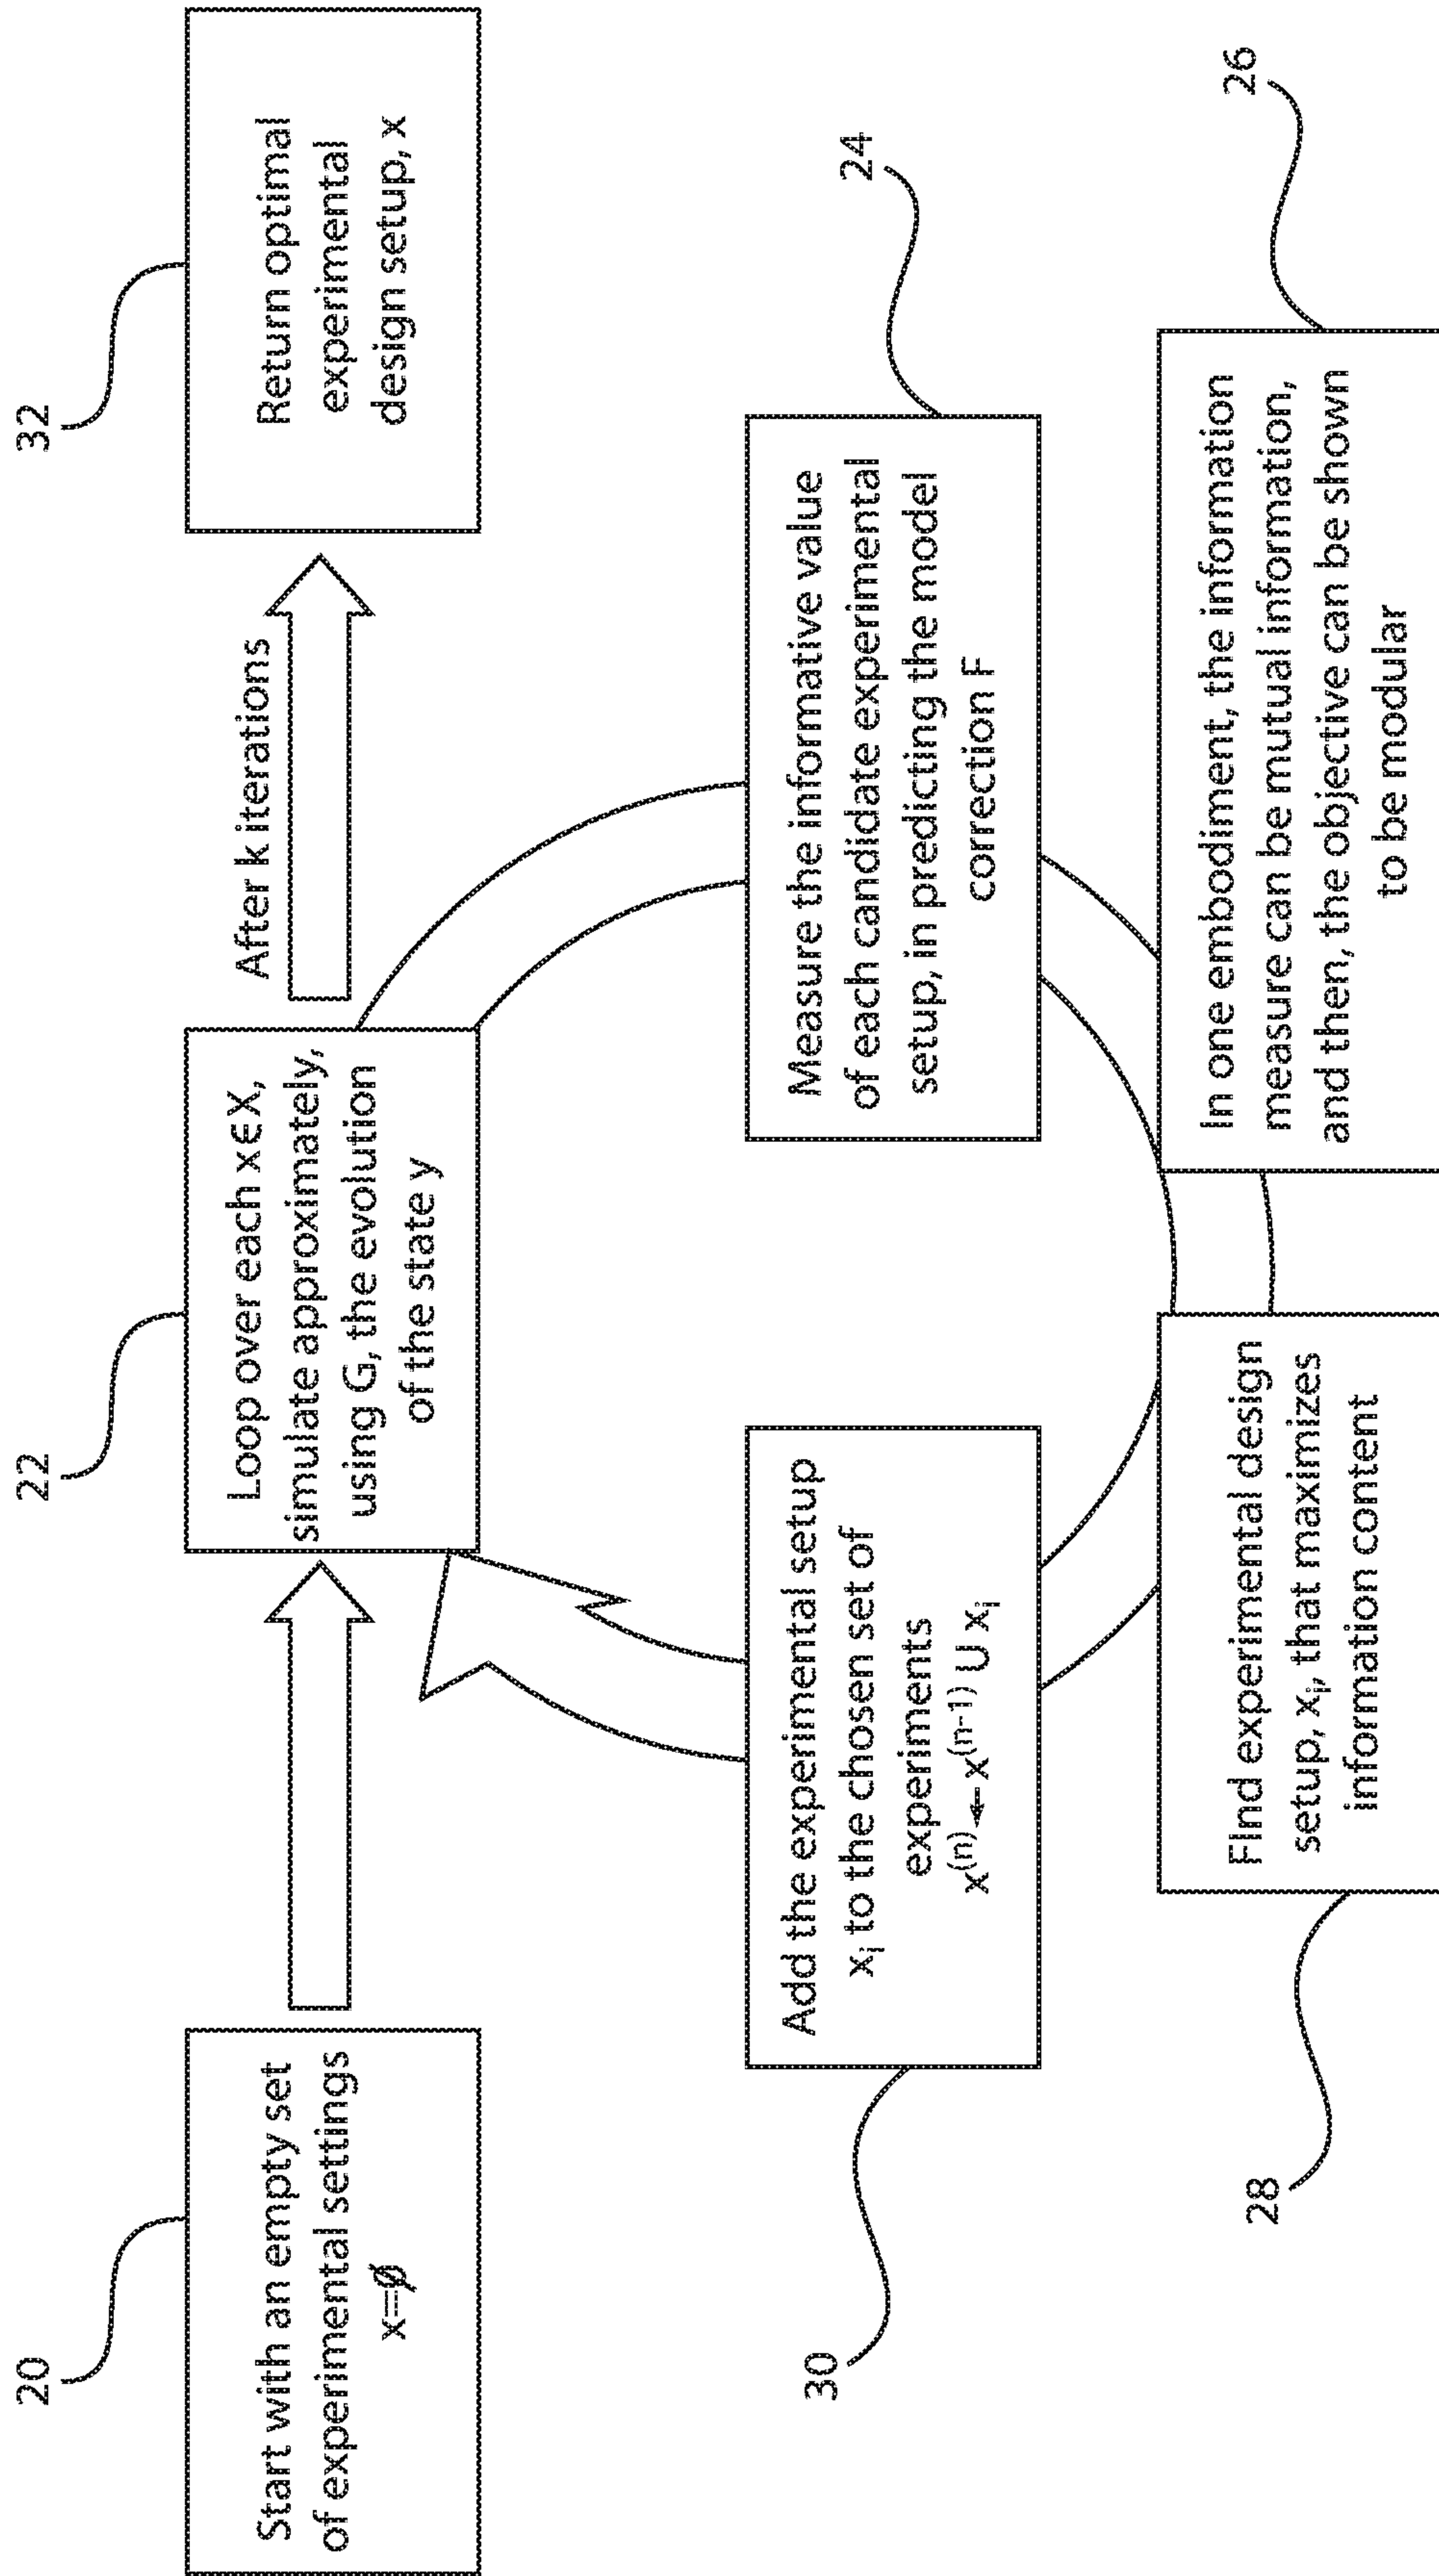 20
Start with an empty set
of experimental settings
x=∅
22
Loop over each x∈X,
simulate approximately,
using G, the evolution
of the state y
After k iterations
32
Return optimal
experimental
design setup, x
24
Measure the informative value
of each candidate experimental
setup, in predicting the model
correction F
26
In one embodiment, the information
measure can be mutual information,
and then, the objective can be shown
to be modular
28
FInd experimental design
setup, xᵢ, that maximizes
information content
30
Add the experimental setup
xᵢ to the chosen set of
experiments
x⁽ⁿ⁾ ← x⁽ⁿ⁻¹⁾ U xᵢ